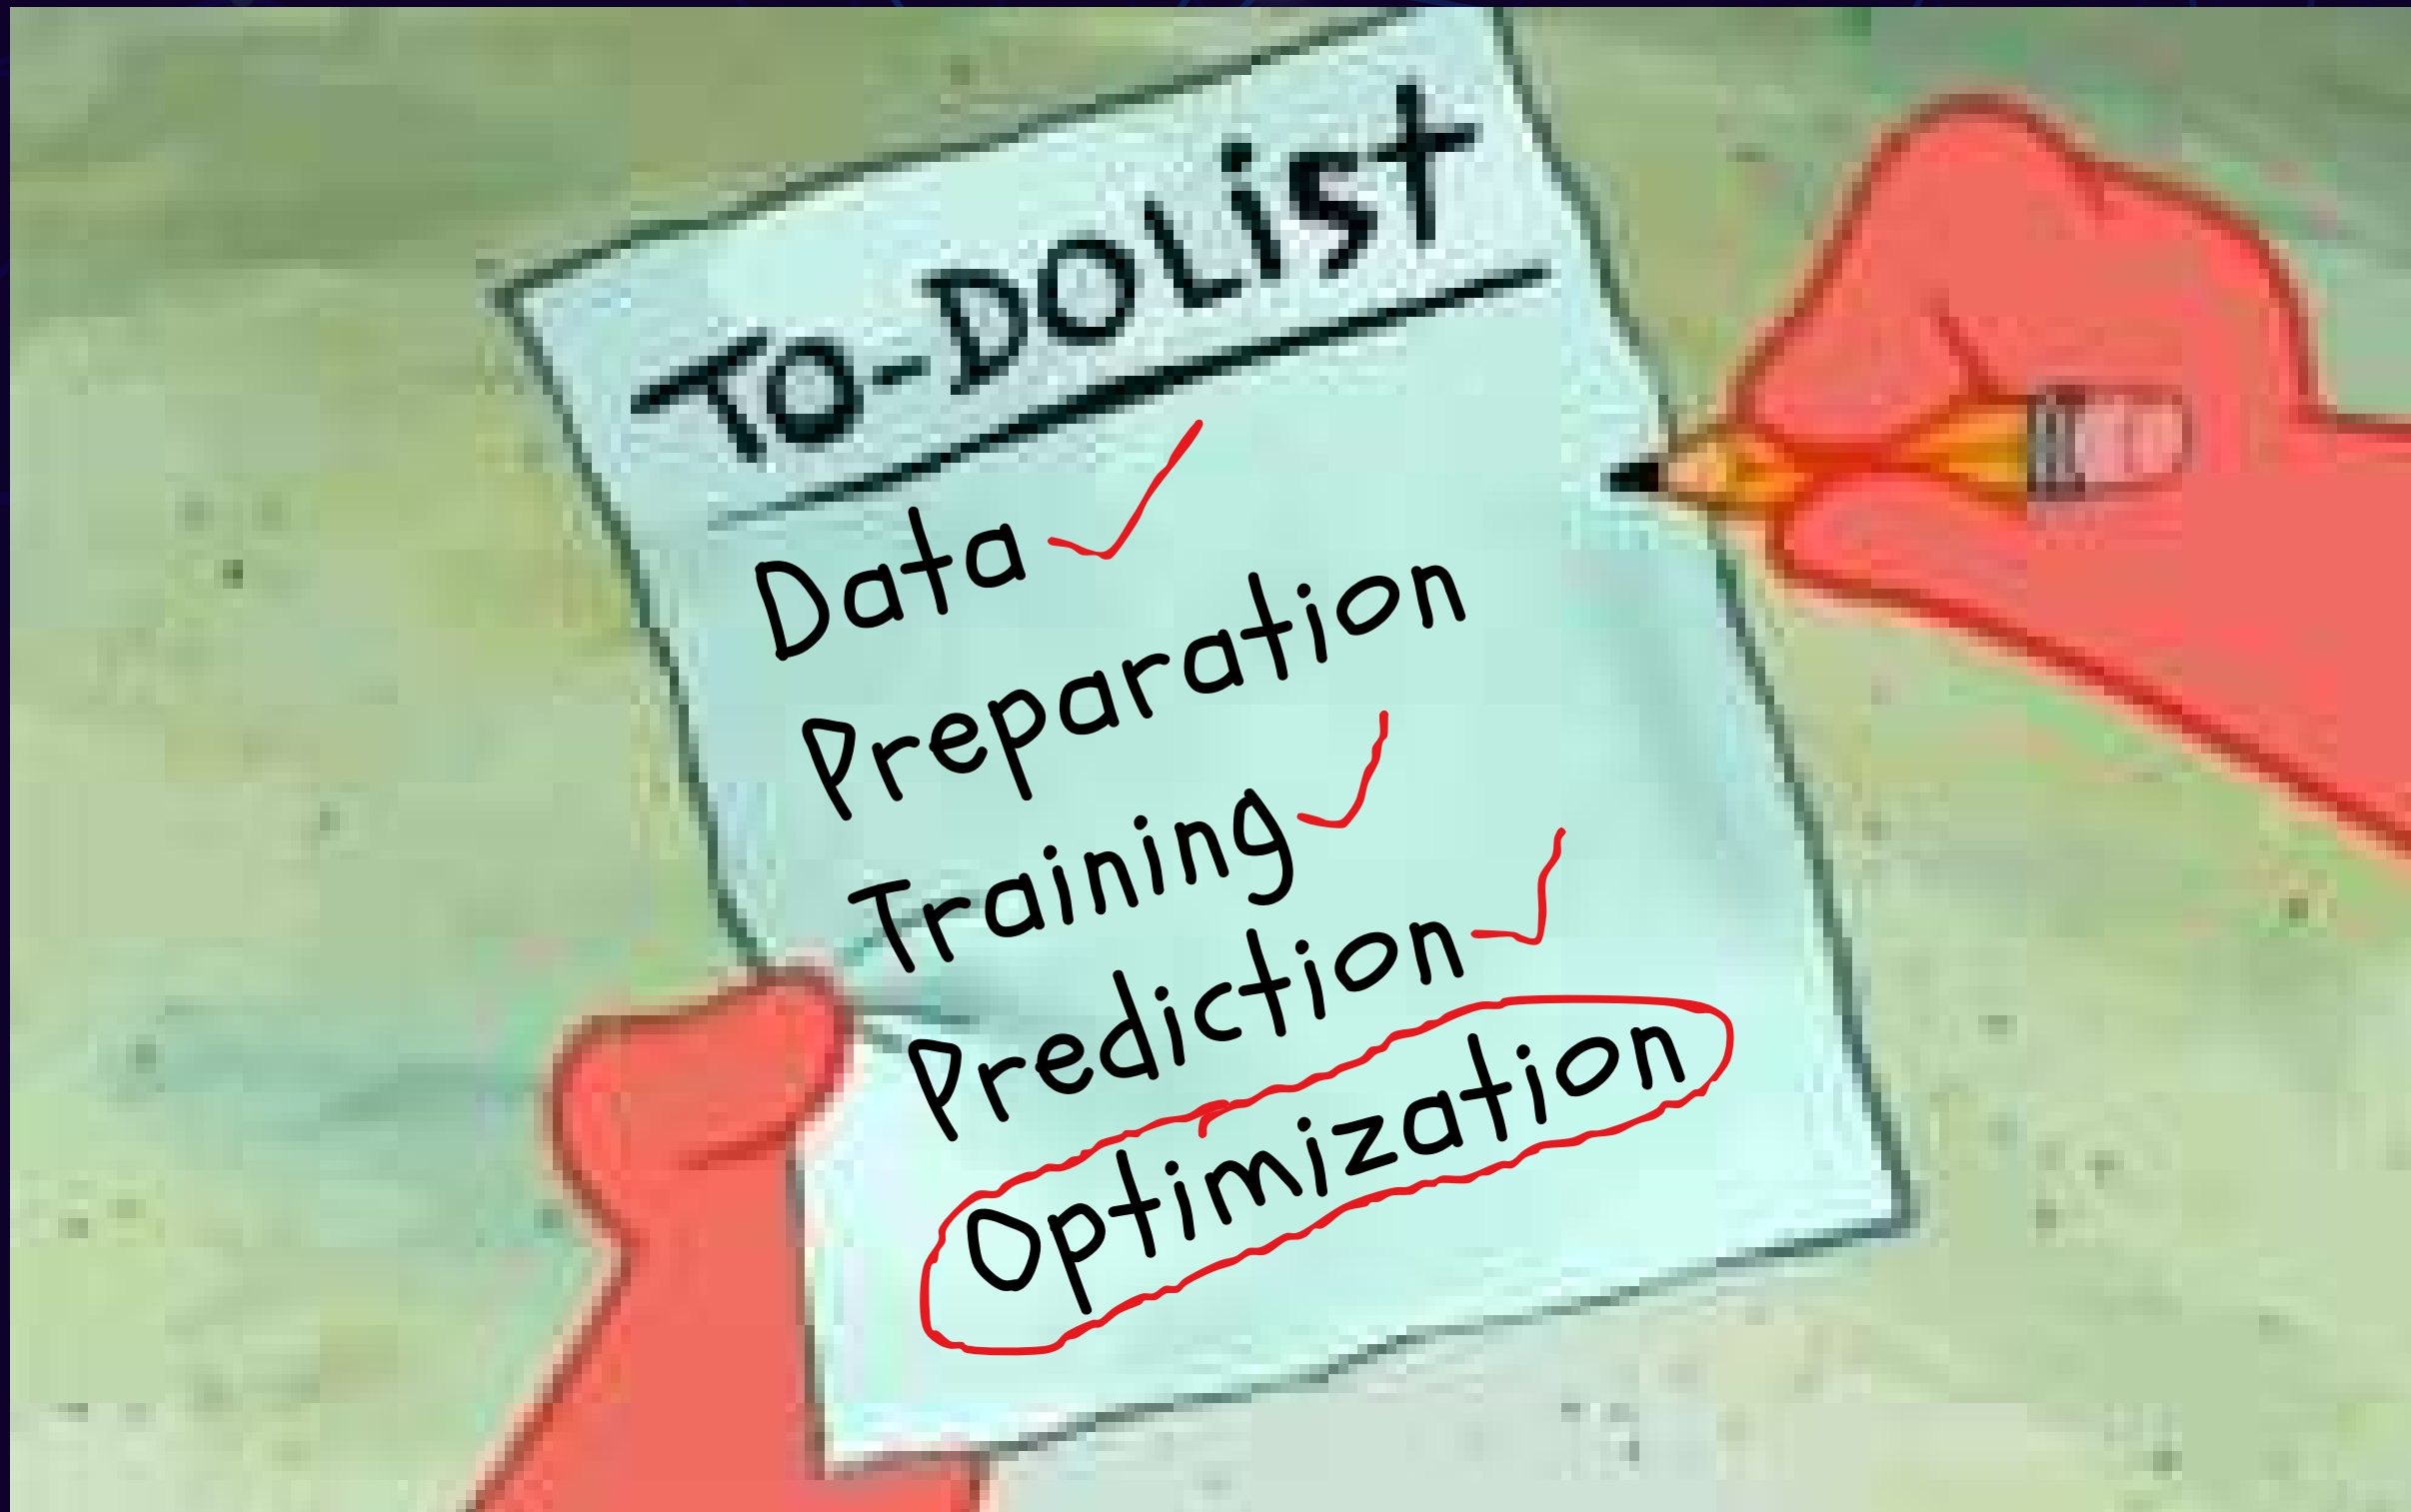 TO-DO List
Data
Preparation
Training
Prediction
Optimization